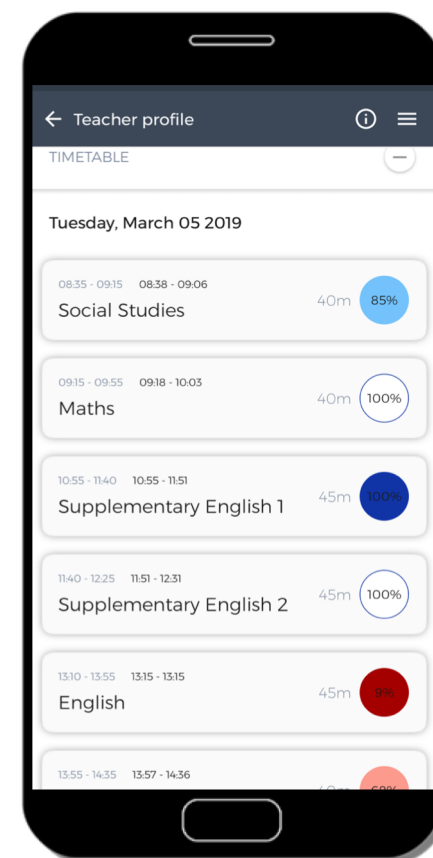 Teacher profile
TIMETABLE
Tuesday, March 05 2019
08:35 - 09:15 08:38 - 09:06
Social Studies
40m 85%
09:15 - 09:55 09:18 - 10:03
Maths
40m 100%
10:55 - 11:40 10:55 - 11:51
Supplementary English 1
45m 100%
11:40 - 12:25 11:51 - 12:31
Supplementary English 2
45m 100%
13:10 - 13:55 13:15 - 13:15
English
45m 9%
13:55 - 14:35 13:57 - 14:36
40m 68%